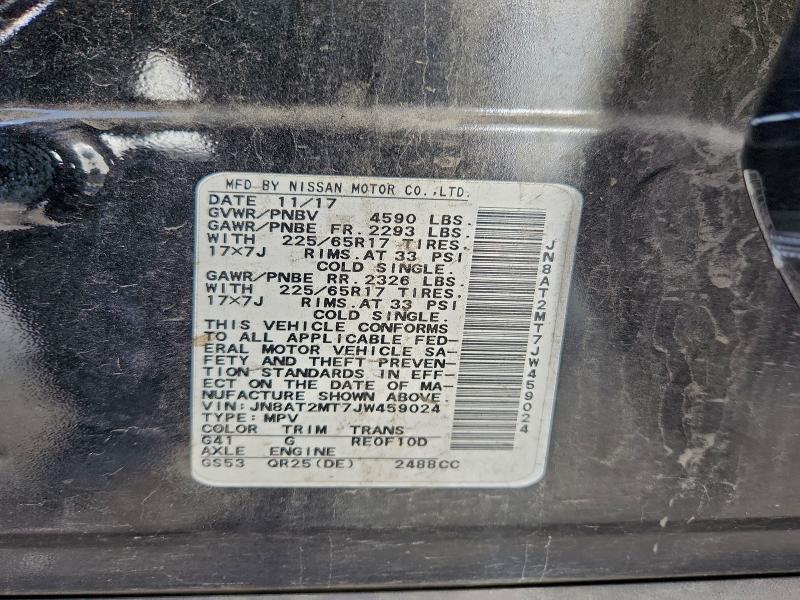 MFD BY NISSAN MOTOR CO.,LTD.
DATE 11/17
GVWR/PNBV 4590 LBS.
GAWR/PNBE FR. 2293 LBS.
WITH 225/65R17 TIRES.
17×7J RIMS.AT 33 PSI
COLD SINGLE.
GAWR/PNBE RR. 2326 LBS.
WITH 225/65R17 TIRES.
17×7J RIMS.AT 33 PSI
COLD SINGLE.
THIS VEHICLE CONFORMS
TO ALL APPLICABLE FED-
ERAL MOTOR VEHICLE SA-
FETY AND THEFT PREVEN-
TION STANDARDS IN EFF-
ECT ON THE DATE OF MA-
NUFACTURE SHOWN ABOVE.
VIN:JN8AT2MT7JW459024
TYPE:MPV
COLOR TRIM TRANS
G41 G RE0F10D
AXLE ENGINE
GS53 QR25(DE) 2488CC
JN8AT2MT7JW459024